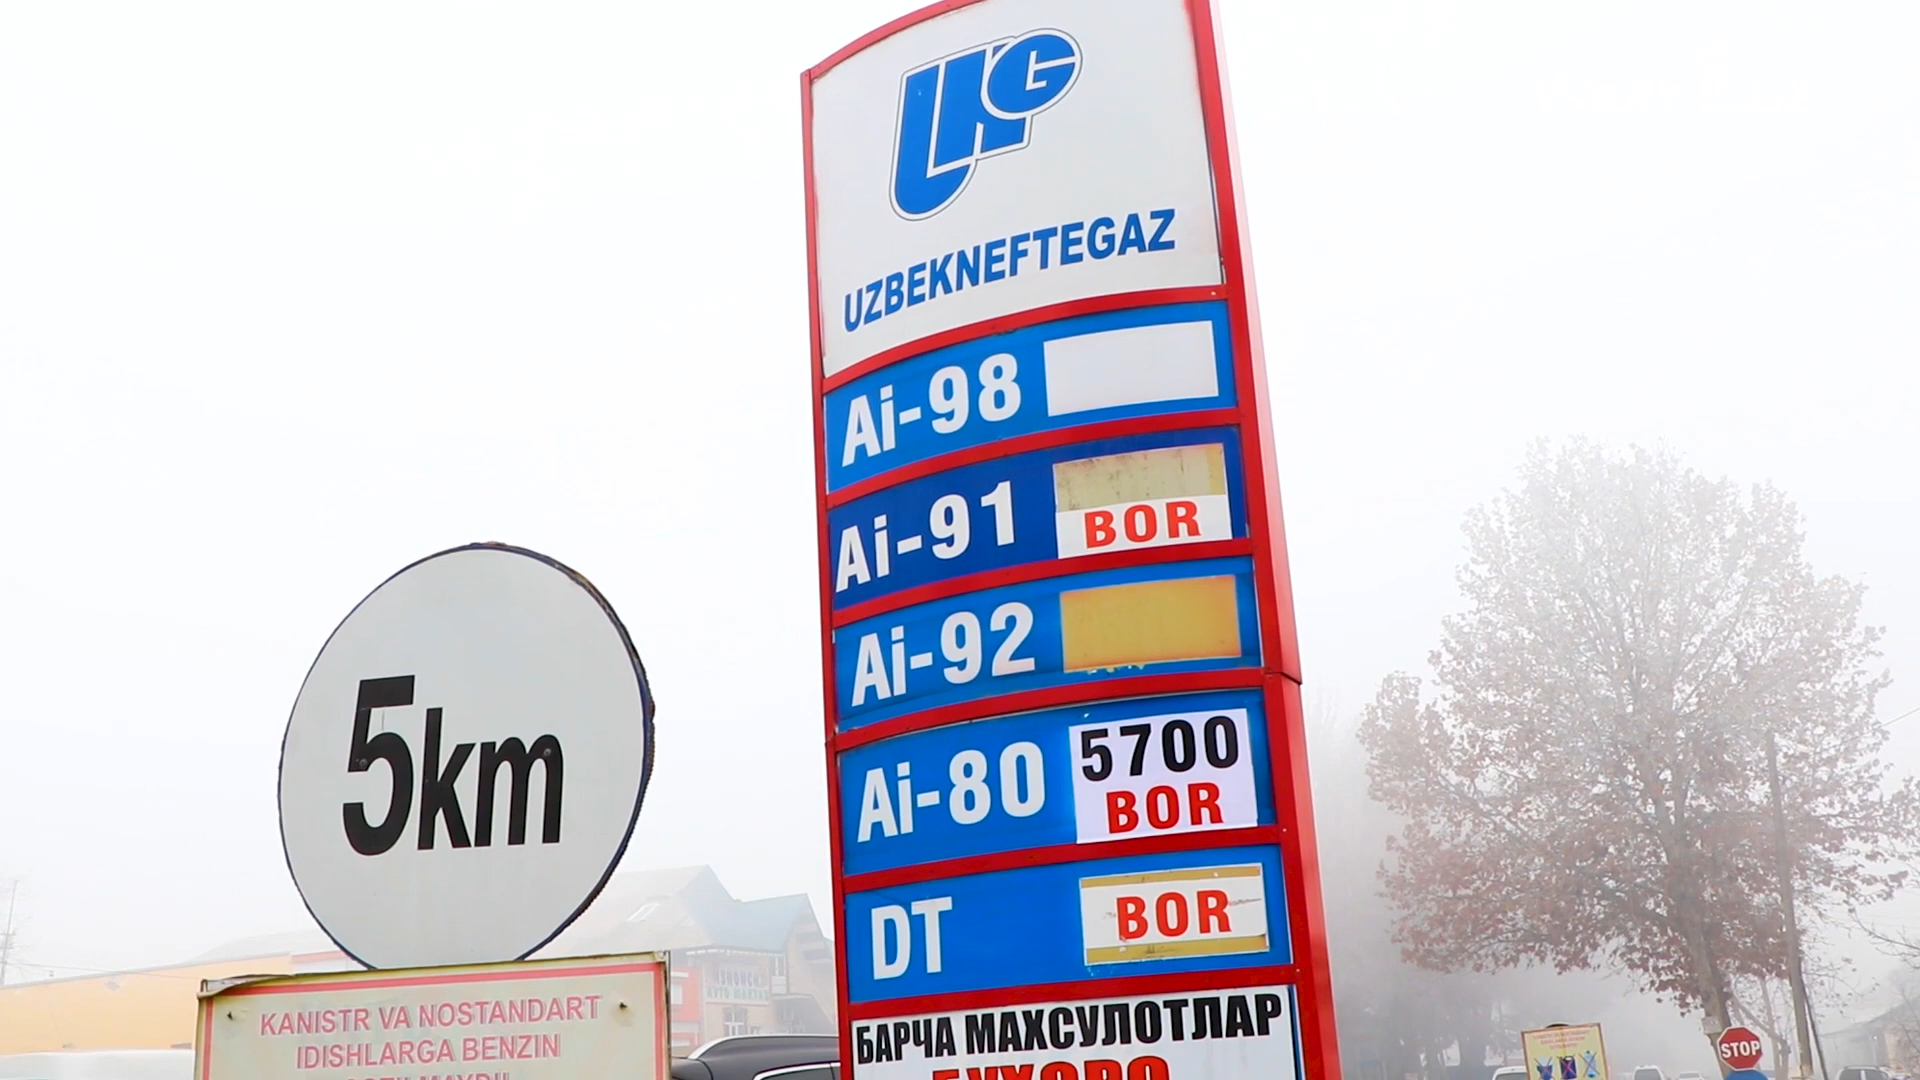 UNG
UZBEKNEFTEGAZ
Ai-98
Ai-91 BOR
Ai-92
Ai-80 5700
BOR
DT BOR
БАРЧА МАХСУЛОТЛАР
БУХОРО
5km
KANISTR VA NOSTANDART
IDISHLARGA BENZIN
STOP